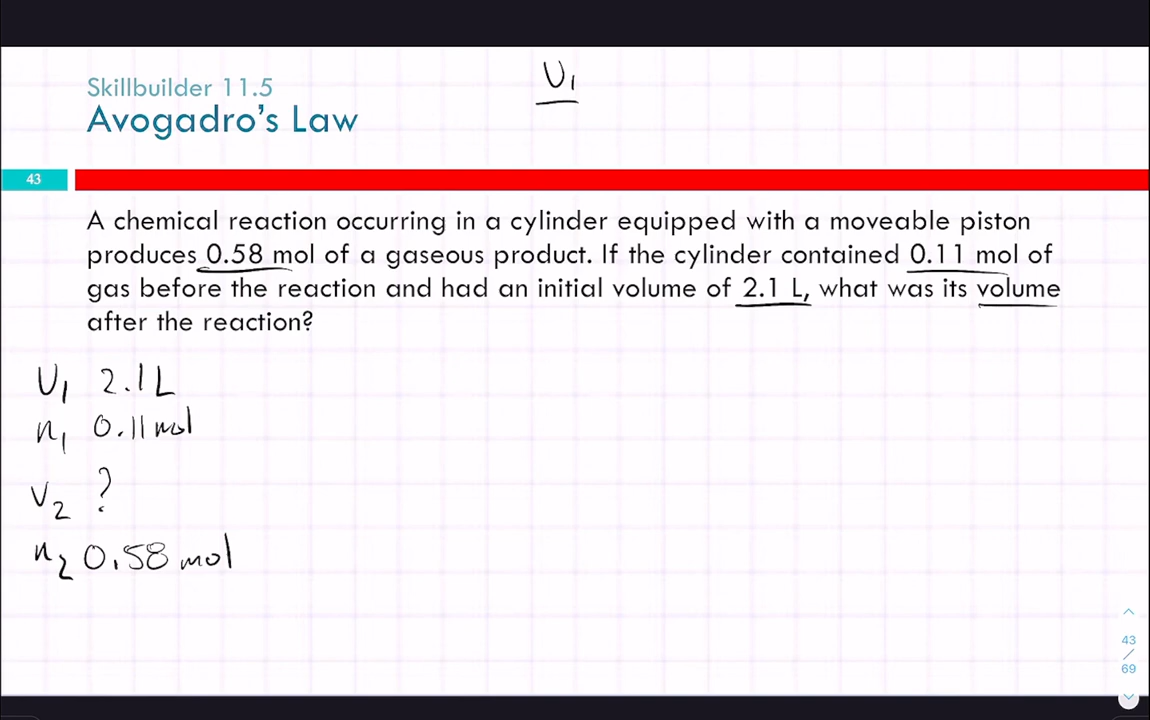 Skillbuilder 11.5
V₁
Avogadro's Law
43
A chemical reaction occurring in a cylinder equipped with a moveable piston
produces 0.58 mol of a gaseous product. If the cylinder contained 0.11 mol of
gas before the reaction and had an initial volume of 2.1 L, what was its volume
after the reaction?
V₁ 2.1 L
n₁ 0.11 mol
V₂ ?
n₂ 0.58 mol
43
/
69